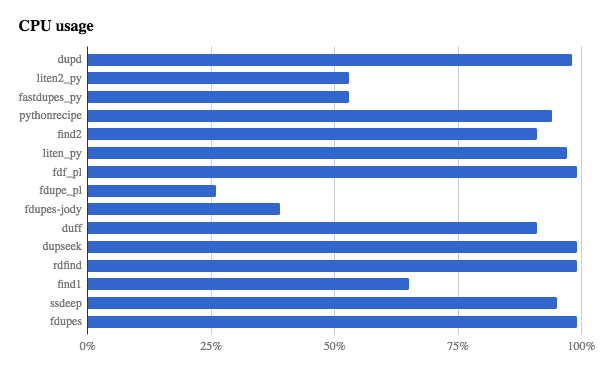 CPU usage
dupd
liten2_py
fastdupes_py
pythonrecipe
find2
liten_py
fdf_pl
fdupe_pl
fdupes-jody
duff
dupseek
rdfind
find1
ssdeep
fdupes
0% 25% 50% 75% 100%